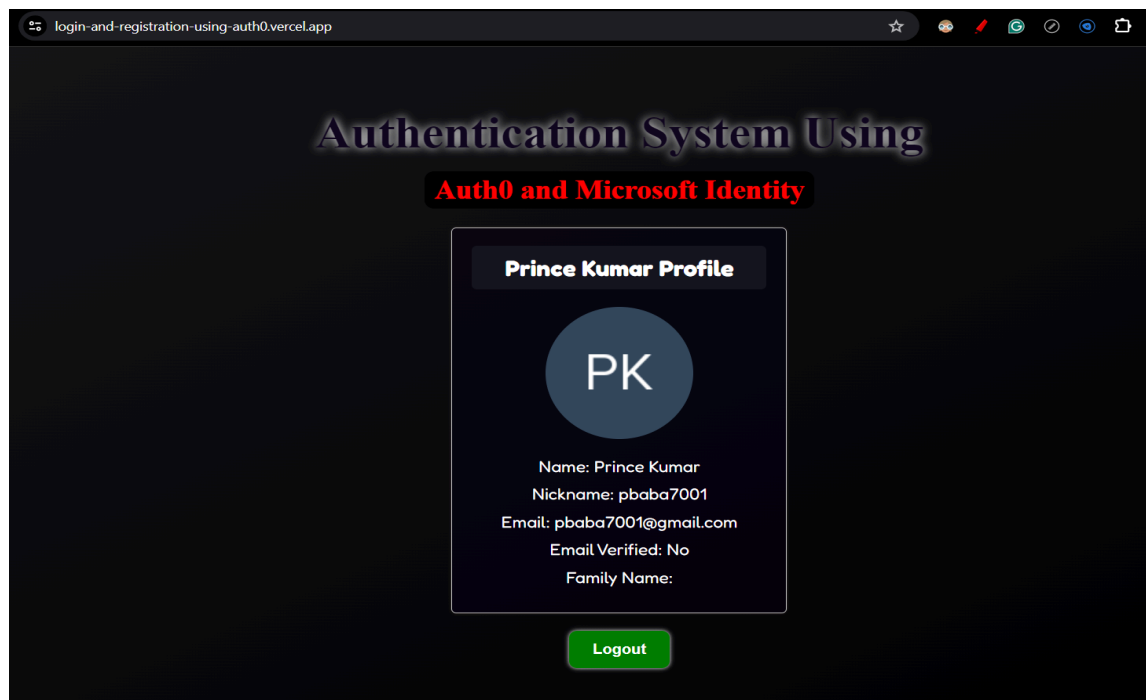 login-and-registration-using-auth0.vercel.app
Authentication System Using
Auth0 and Microsoft Identity
Prince Kumar Profile
PK
Name: Prince Kumar
Nickname: pbaba7001
Email: pbaba7001@gmail.com
Email Verified: No
Family Name:
Logout